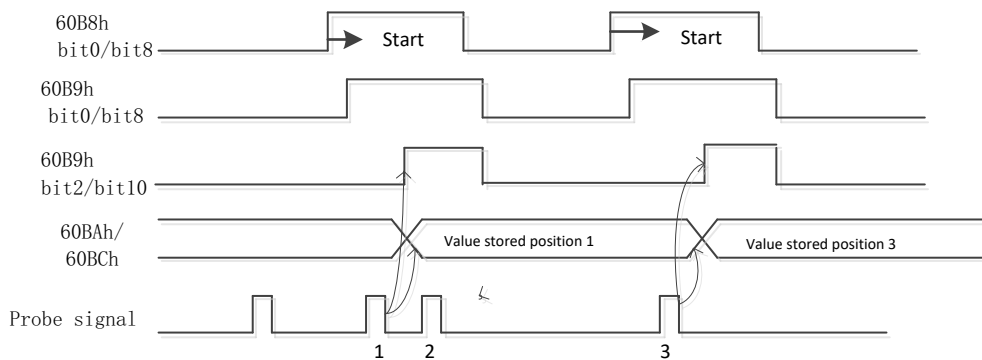 60B8h
bit0/bit8
Start
Start
60B9h
bit0/bit8
60B9h
bit2/bit10
60BAh/
60BCh
Value stored position 1
Value stored position 3
Probe signal
1
2
3